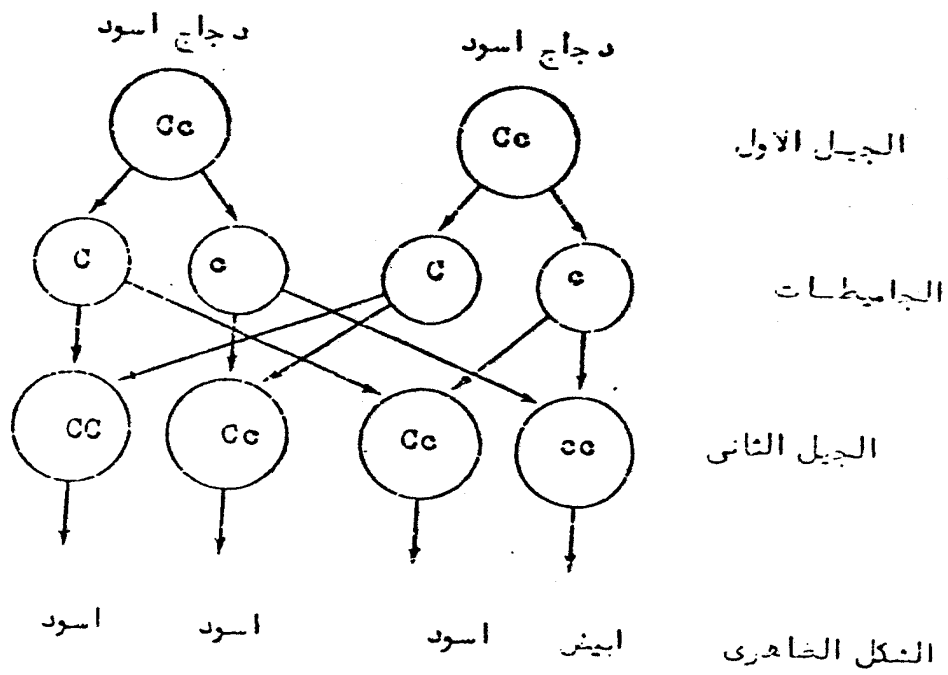 دجاج اسود
دجاج اسود
Cc
Cc
الجيل الاول
C
c
C
c
الجاميطات
CC
Cc
Cc
cc
الجيل الثانى
اسود
اسود
اسود
ابيض
الشكل الظاهرى